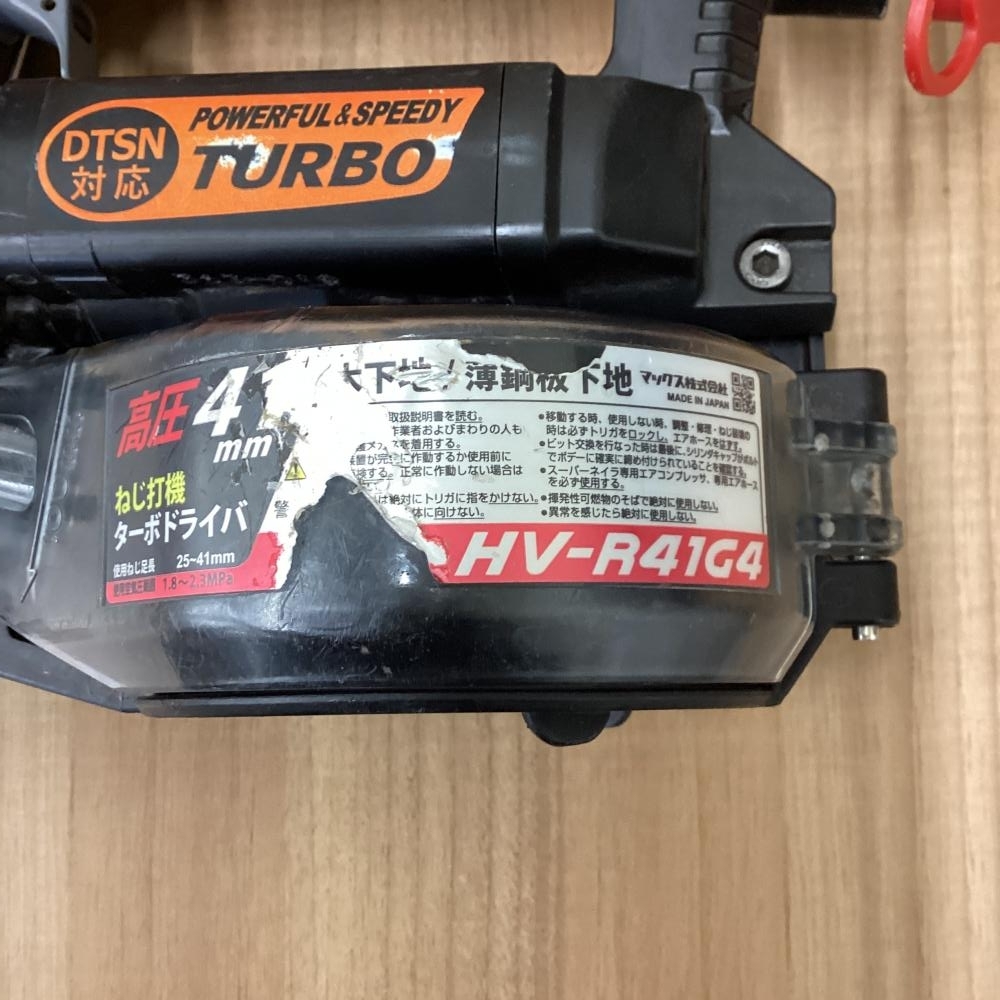 DTSN
対応
POWERFUL & SPEEDY
TURBO
高圧 4
mm
下地 / 薄鋼板下地
マックス株式会社
MADE IN JAPAN
ねじ打機
ターボドライバ
使用ねじ足長 25~41mm
使用空気圧範囲 1.8~2.3MPa
警
取扱説明書を読む。
作業者およびまわりの人も
を着用する。
に作動するか使用前に
する。正常に作動しない場合は
は絶対にトリガに指をかけない。
体に向けない。
●移動する時、使用しない時、調整・修理・ねじ装填の
時は必ずトリガをロックし、エアホースをはずす。
●ビット交換を行なった時は最後に、シリンダキャップがボルト
でボデーに確実に締め付けられていることを確認する。
●スーパーネイラ専用エアコンプレッサ、専用エアホース
を必ず使用する。
●揮発性可燃物のそばで絶対に使用しない。
●異常を感じたら絶対に使用しない。
HV-R41G4